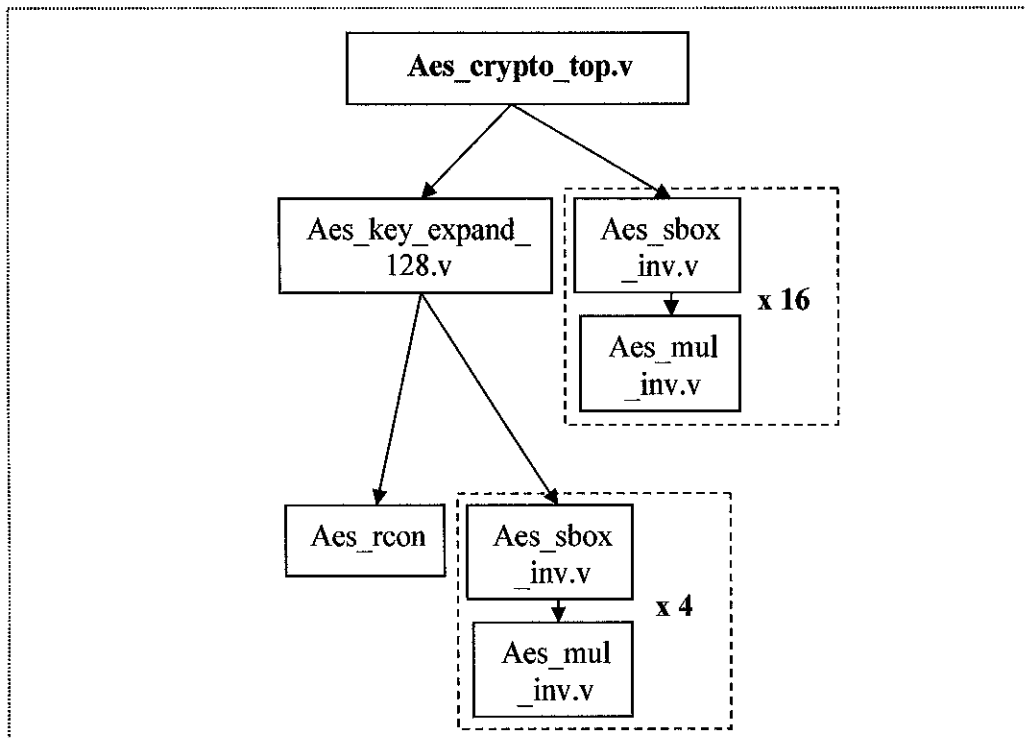 Aes_crypto_top.v
Aes_key_expand_
128.v
Aes_sbox
_inv.v
x 16
Aes_mul
_inv.v
Aes_rcon
Aes_sbox
_inv.v
x 4
Aes_mul
_inv.v